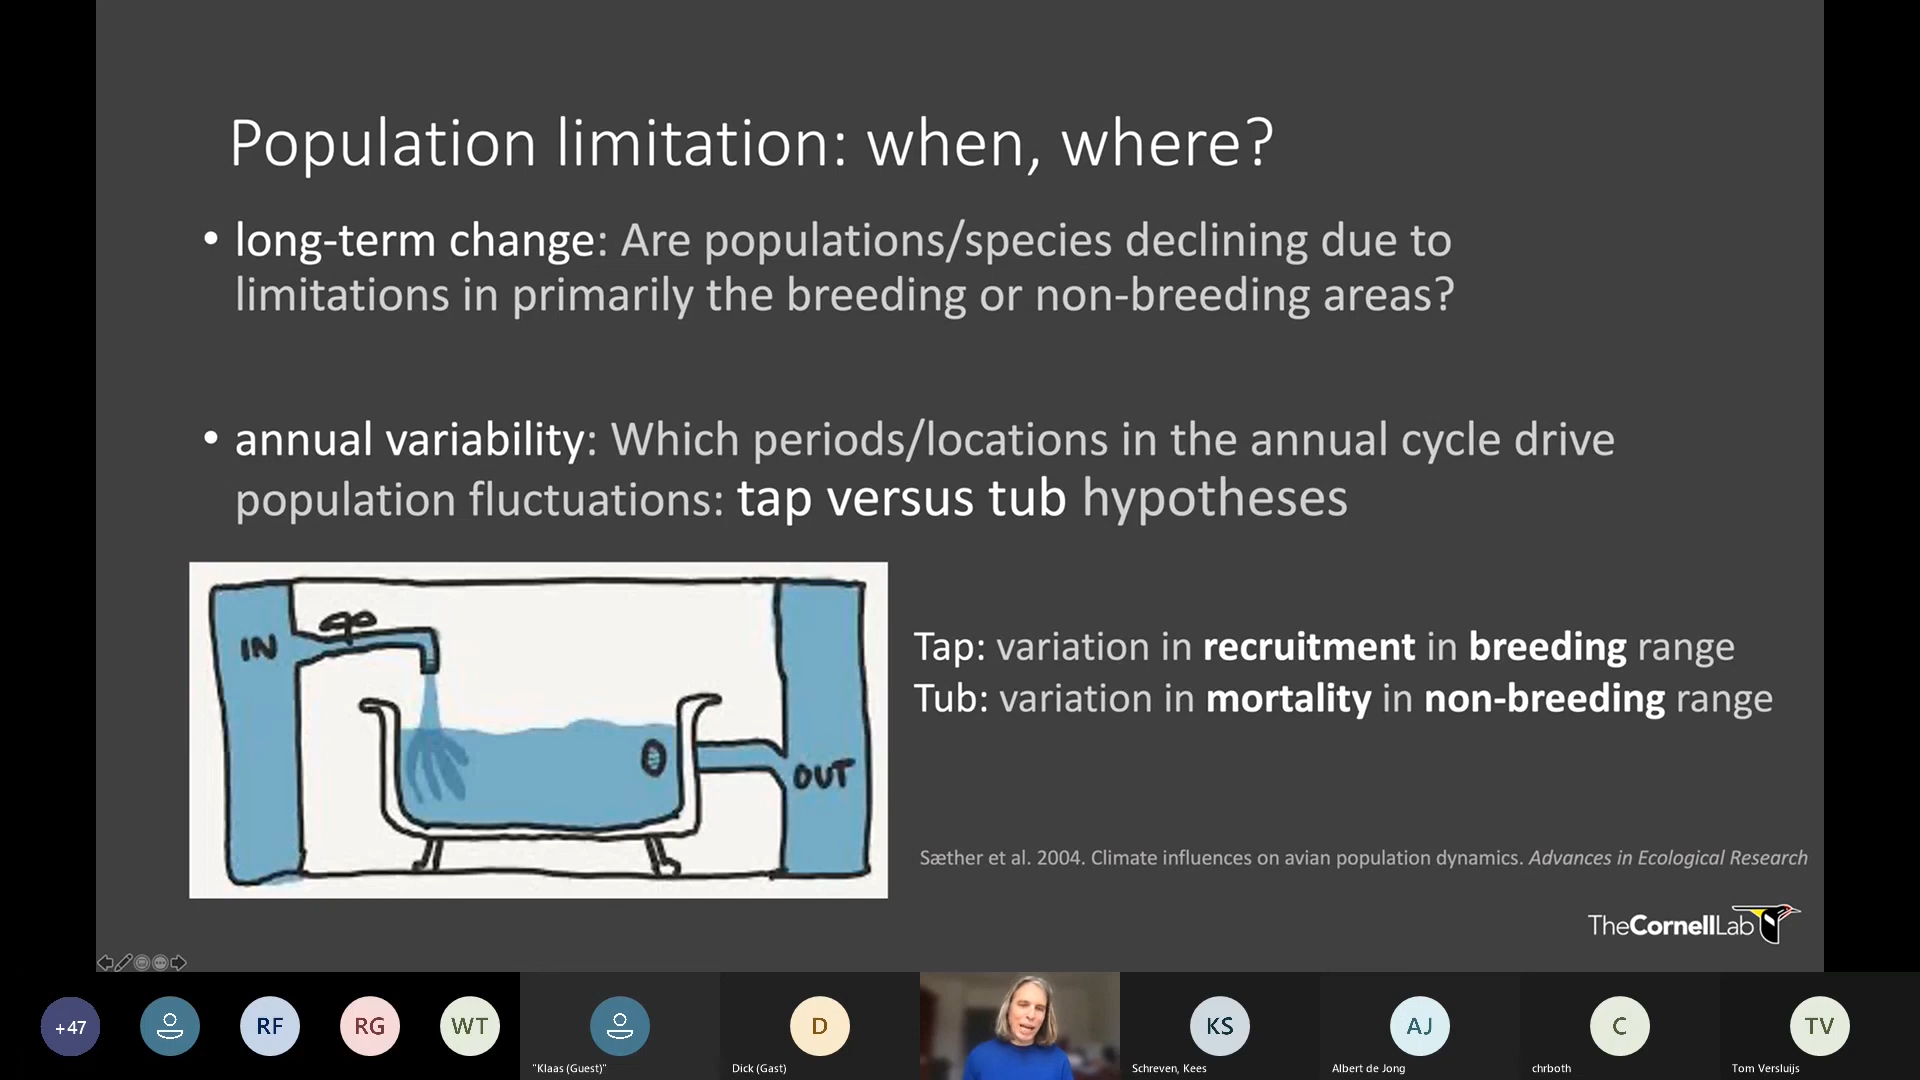 Population limitation: when, where?
• long-term change: Are populations/species declining due to
limitations in primarily the breeding or non-breeding areas?
• annual variability: Which periods/locations in the annual cycle drive
population fluctuations: tap versus tub hypotheses
IN
OUT
Tap: variation in recruitment in breeding range
Tub: variation in mortality in non-breeding range
Sæther et al. 2004. Climate influences on avian population dynamics. Advances in Ecological Research
TheCornellLab
+47
RF
RG
WT
"Klaas (Guest)"
D
Dick (Gast)
KS
Schreven, Kees
AJ
Albert de Jong
C
chrboth
TV
Tom Versluijs